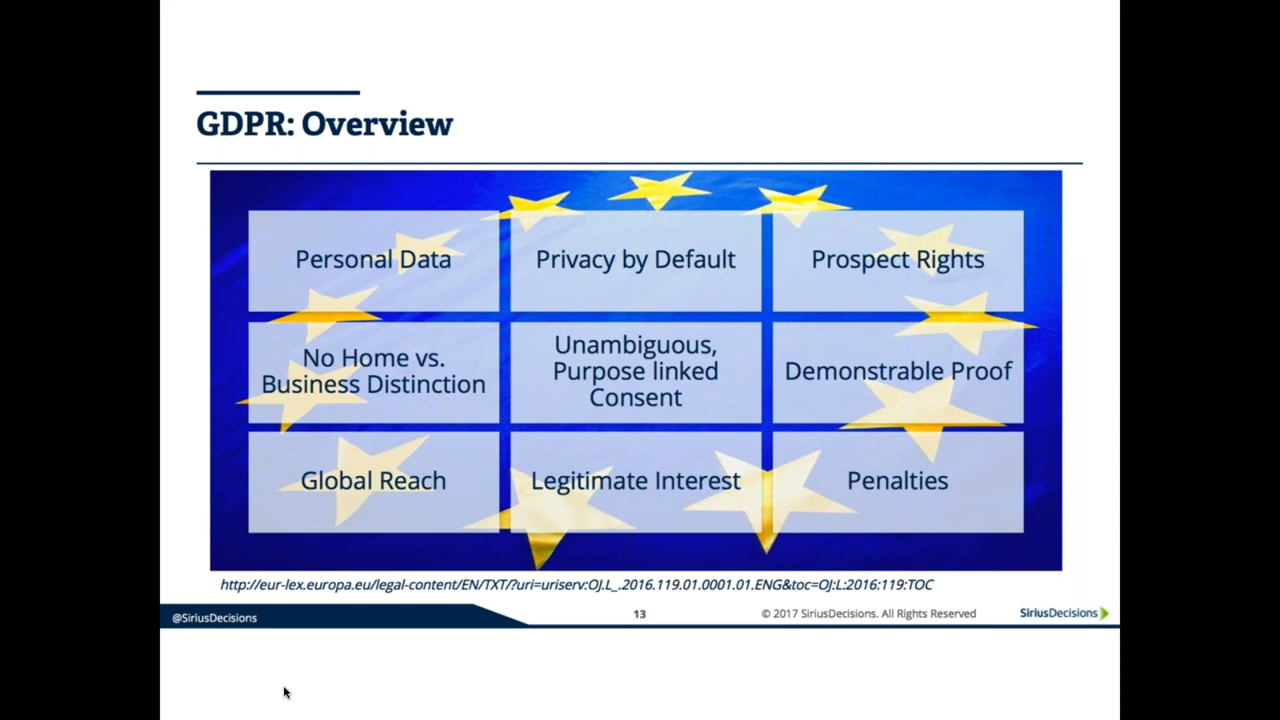 GDPR: Overview
Personal Data
Privacy by Default
Prospect Rights
No Home vs.
Business Distinction
Unambiguous,
Purpose linked
Consent
Demonstrable Proof
Global Reach
Legitimate Interest
Penalties
http://eur-lex.europa.eu/legal-content/EN/TXT/?uri=uriserv:OJ.L_.2016.119.01.0001.01.ENG&toc=OJ:L:2016:119:TOC
@SiriusDecisions
13
© 2017 SiriusDecisions. All Rights Reserved
SiriusDecisions